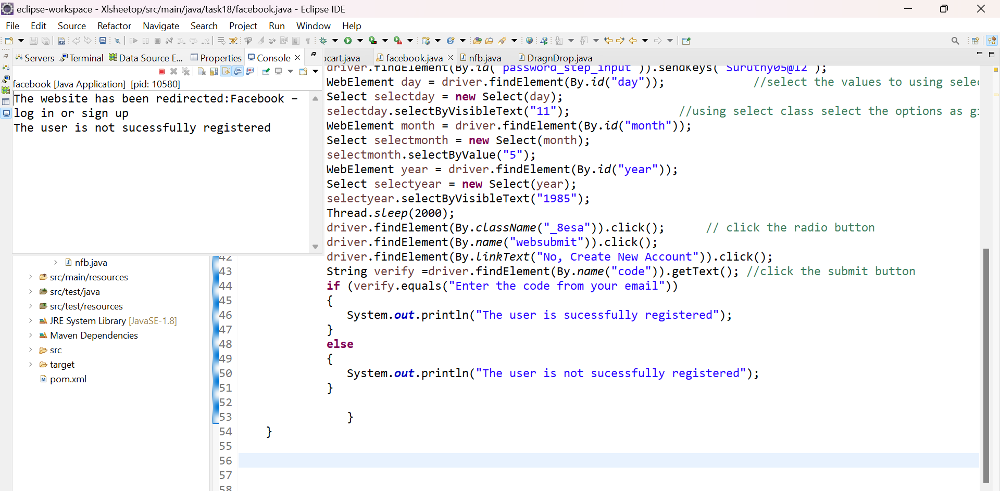 eclipse-workspace - Xlsheetop/src/main/java/task18/facebook.java - Eclipse IDE
File Edit Source Refactor Navigate Search Project Run Window Help
Servers Terminal Data Source E... Properties Console
cart.java facebook.java nfb.java DragnDrop.java
facebook [Java Application] [pid: 10580]
The website has been redirected:Facebook –
log in or sign up
The user is not sucessfully registered
driver.findElement(By.id("password_step_input")).sendKeys("Suruthy05@12");
WebElement day = driver.findElement(By.id("day")); //select the values to using selec
Select selectday = new Select(day);
selectday.selectByVisibleText("11"); //using select class select the options as gi
WebElement month = driver.findElement(By.id("month"));
Select selectmonth = new Select(month);
selectmonth.selectByValue("5");
WebElement year = driver.findElement(By.id("year"));
Select selectyear = new Select(year);
selectyear.selectByVisibleText("1985");
Thread.sleep(2000);
driver.findElement(By.className("_8esa")).click(); // click the radio button
driver.findElement(By.name("websubmit")).click();
42 driver.findElement(By.linkText("No, Create New Account")).click();
43 String verify =driver.findElement(By.name("code")).getText(); //click the submit button
44 if (verify.equals("Enter the code from your email"))
45 {
46 System.out.println("The user is sucessfully registered");
47 }
48 else
49 {
50 System.out.println("The user is not sucessfully registered");
51 }
52
53 }
54 }
55
56
57
58
nfb.java
src/main/resources
src/test/java
src/test/resources
JRE System Library [JavaSE-1.8]
Maven Dependencies
src
target
pom.xml